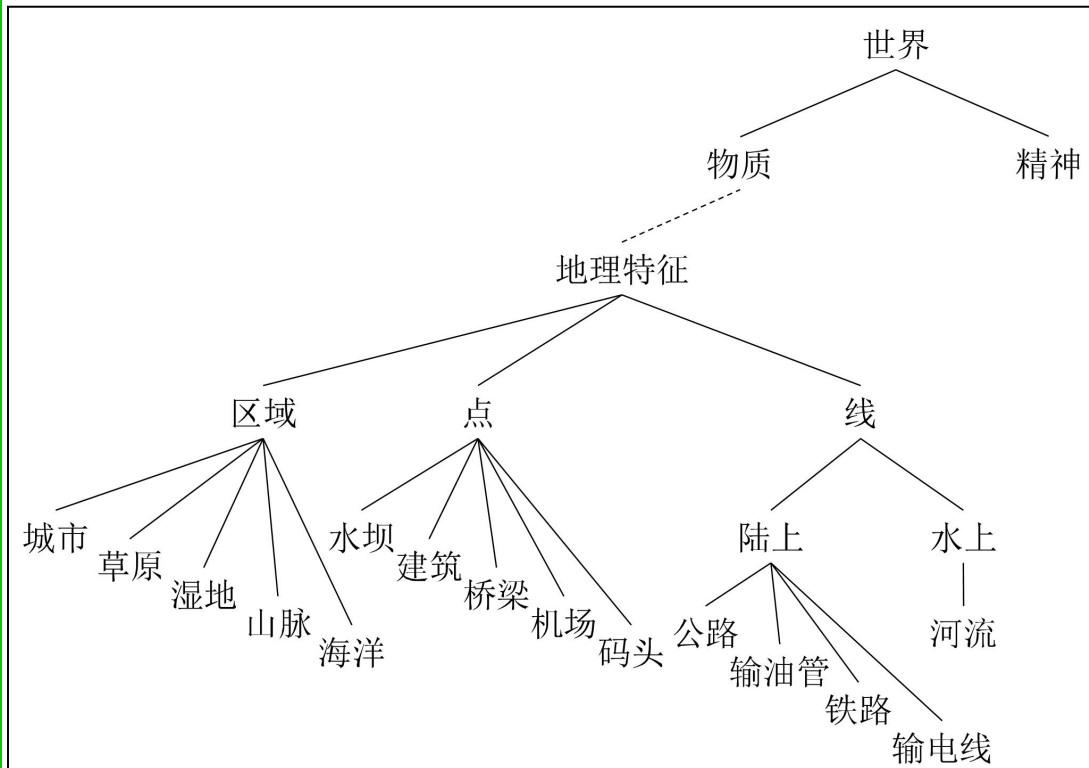 世界
物质
精神
地理特征
区域
点
线
城市
草原
湿地
山脉
海洋
水坝
建筑
桥梁
机场
码头
陆上
水上
公路
输油管
铁路
输电线
河流